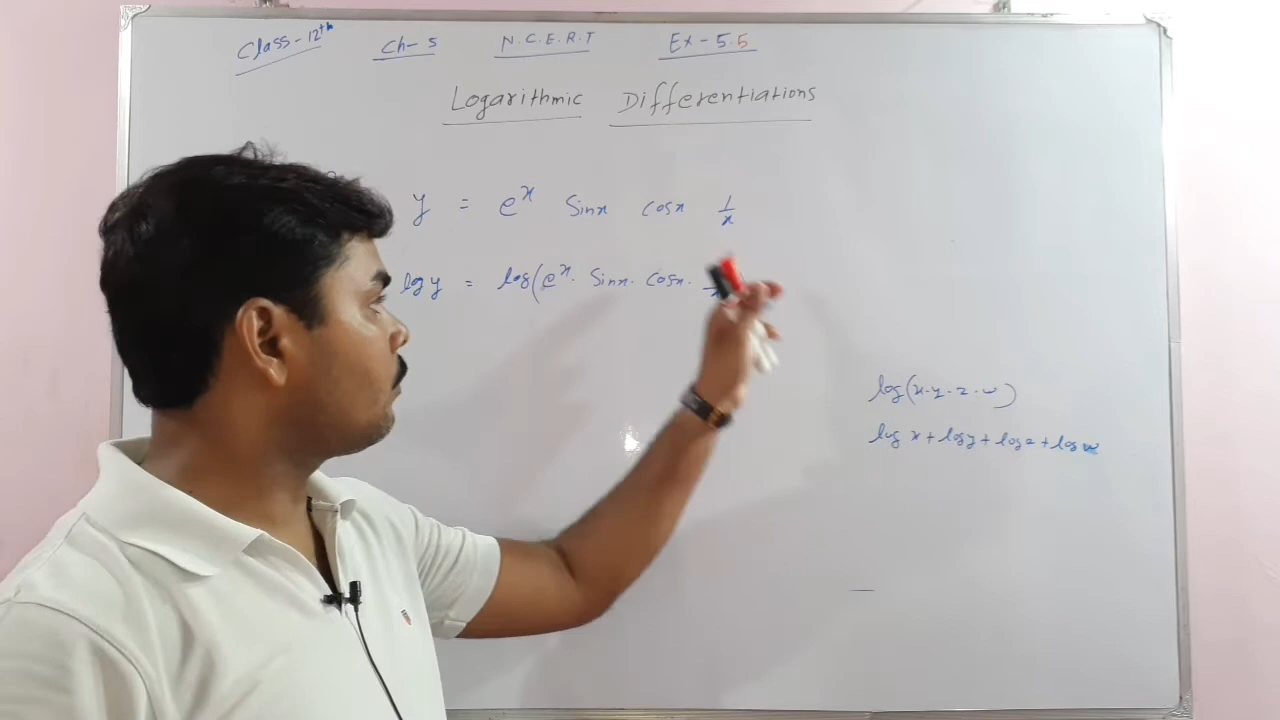 Class-12th Ch-5 N.C.E.R.T Ex-5.5
Logarithmic Differentiations
y = e^x Sinx cosx 1/x
log y = log(e^x. Sinx. Cosx.
log(x.y.z.w)
log x + log y + log z + log w